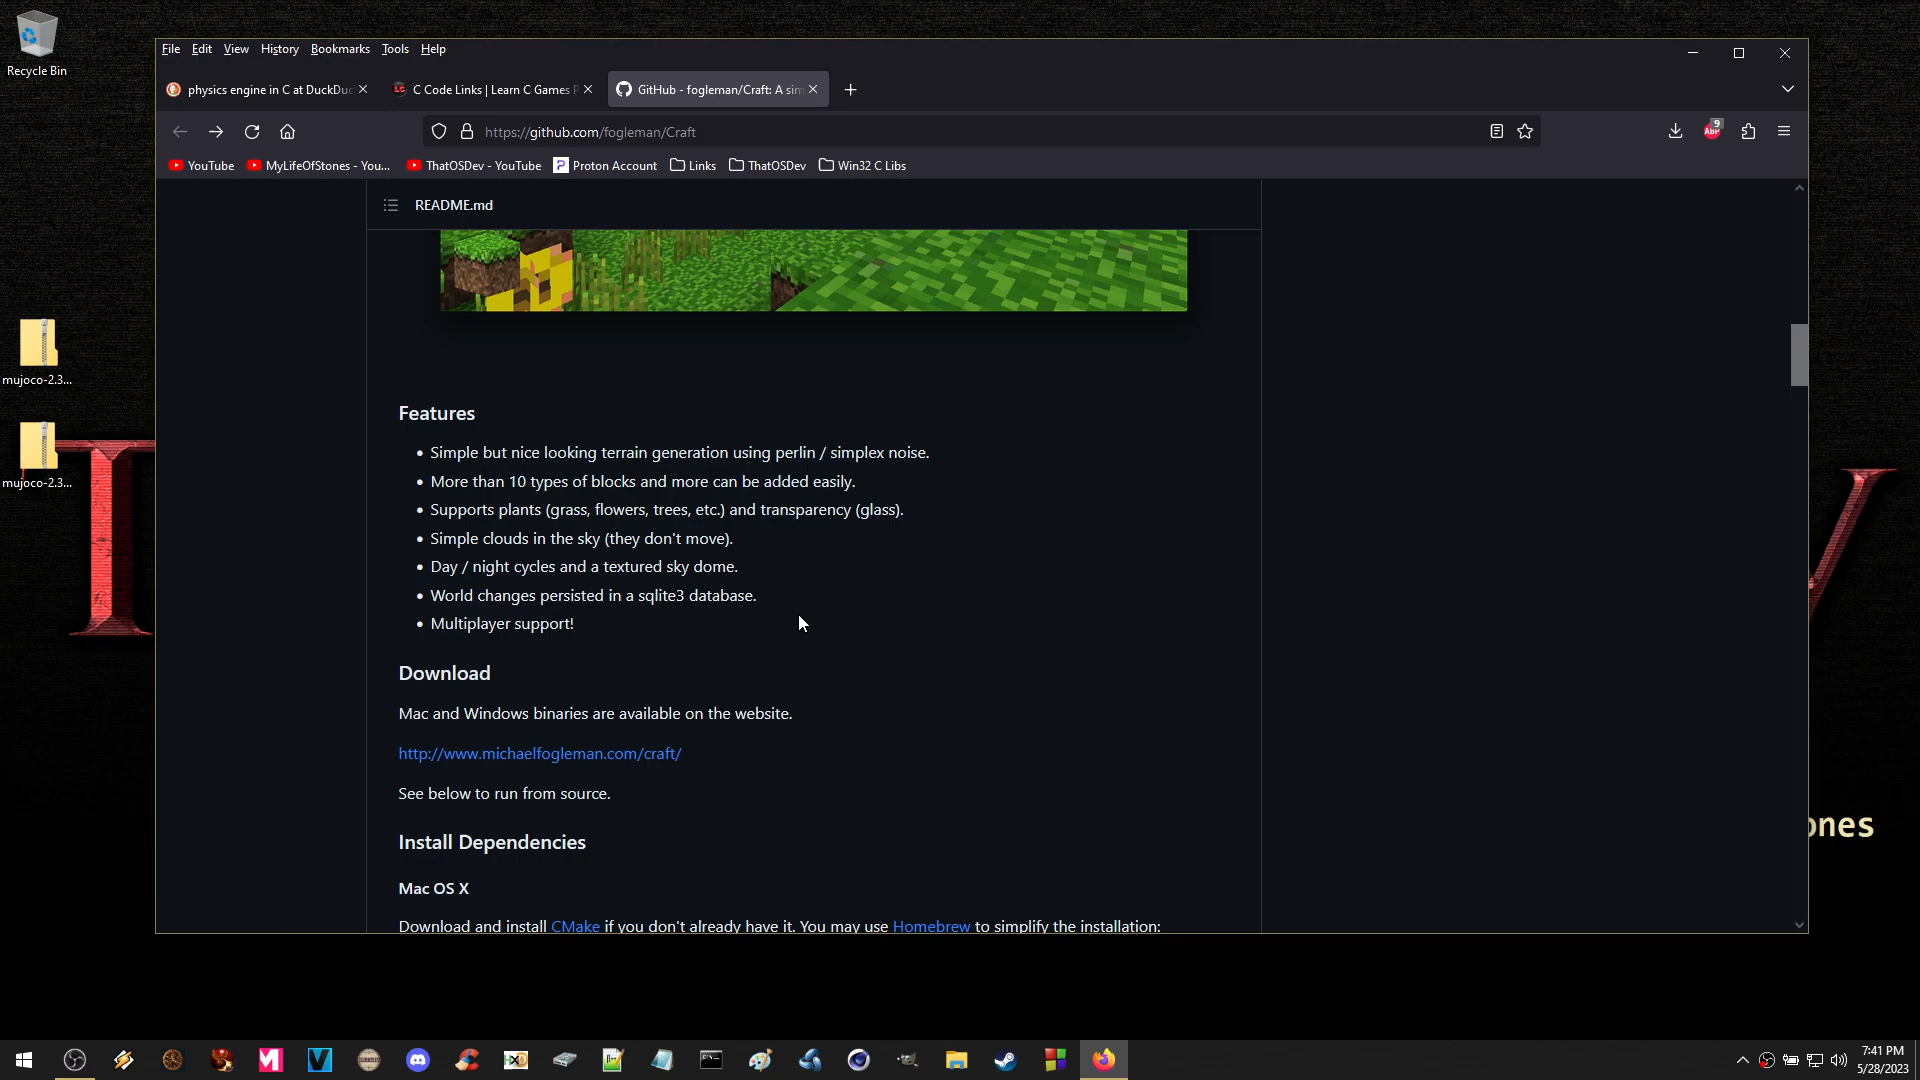 Recycle Bin
File Edit View History Bookmarks Tools Help
physics engine in C at DuckDuc
C Code Links | Learn C Games P
GitHub - fogleman/Craft: A sim
https://github.com/fogleman/Craft
9
ABP
YouTube
MyLifeOfStones - You...
ThatOSDev - YouTube
Proton Account
Links
ThatOSDev
Win32 C Libs
README.md
mujoco-2.3...
mujoco-2.3...
Features
• Simple but nice looking terrain generation using perlin / simplex noise.
• More than 10 types of blocks and more can be added easily.
• Supports plants (grass, flowers, trees, etc.) and transparency (glass).
• Simple clouds in the sky (they don't move).
• Day / night cycles and a textured sky dome.
• World changes persisted in a sqlite3 database.
• Multiplayer support!
Download
Mac and Windows binaries are available on the website.
http://www.michaelfogleman.com/craft/
See below to run from source.
ones
Install Dependencies
Mac OS X
Download and install CMake if you don't already have it. You may use Homebrew to simplify the installation:
7:41 PM
5/28/2023